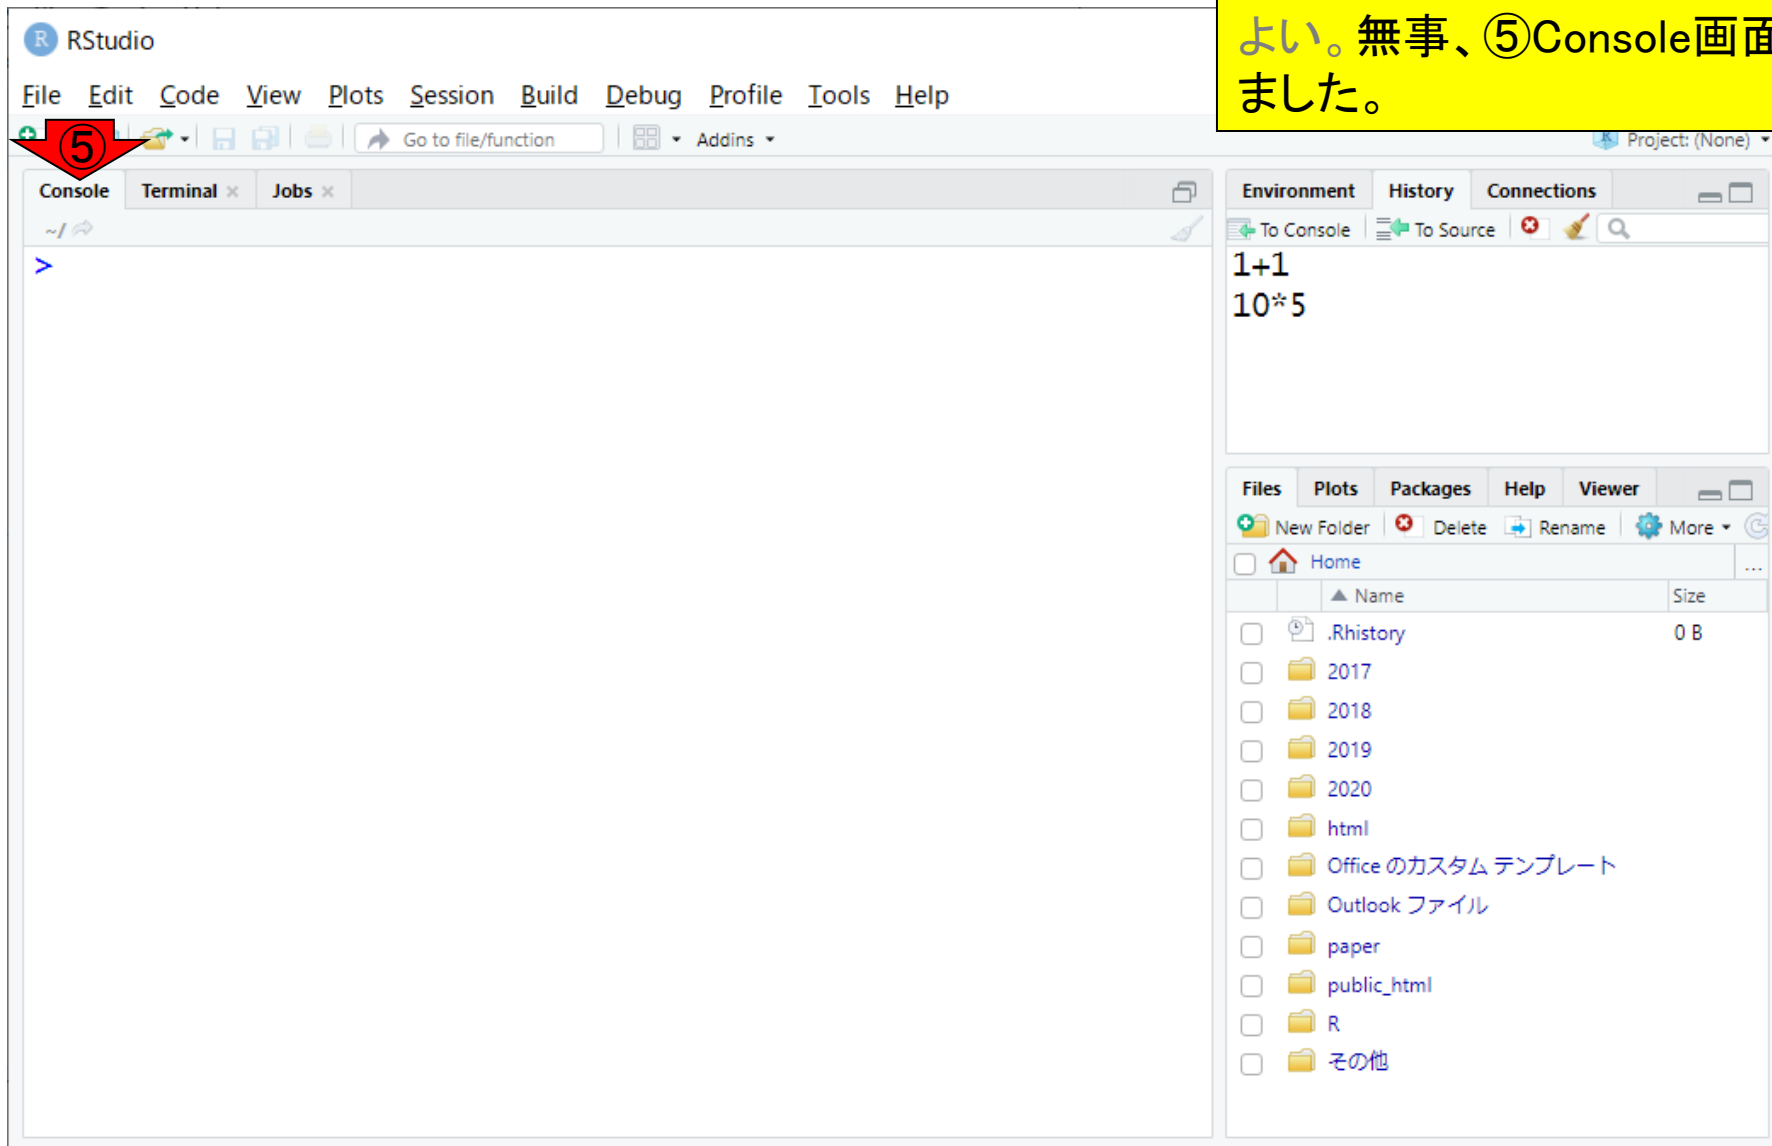 RStudio
よい。無事、⑤Console画面
ました。
File Edit Code View Plots Session Build Debug Profile Tools Help
⑤
Go to file/function
Addins
Project: (None)
Console Terminal Jobs
~/
>
Environment History Connections
To Console To Source
1+1
10*5
Files Plots Packages Help Viewer
New Folder Delete Rename More
Home
...
Name Size
.Rhistory 0 B
2017
2018
2019
2020
html
Office のカスタム テンプレート
Outlook ファイル
paper
public_html
R
その他